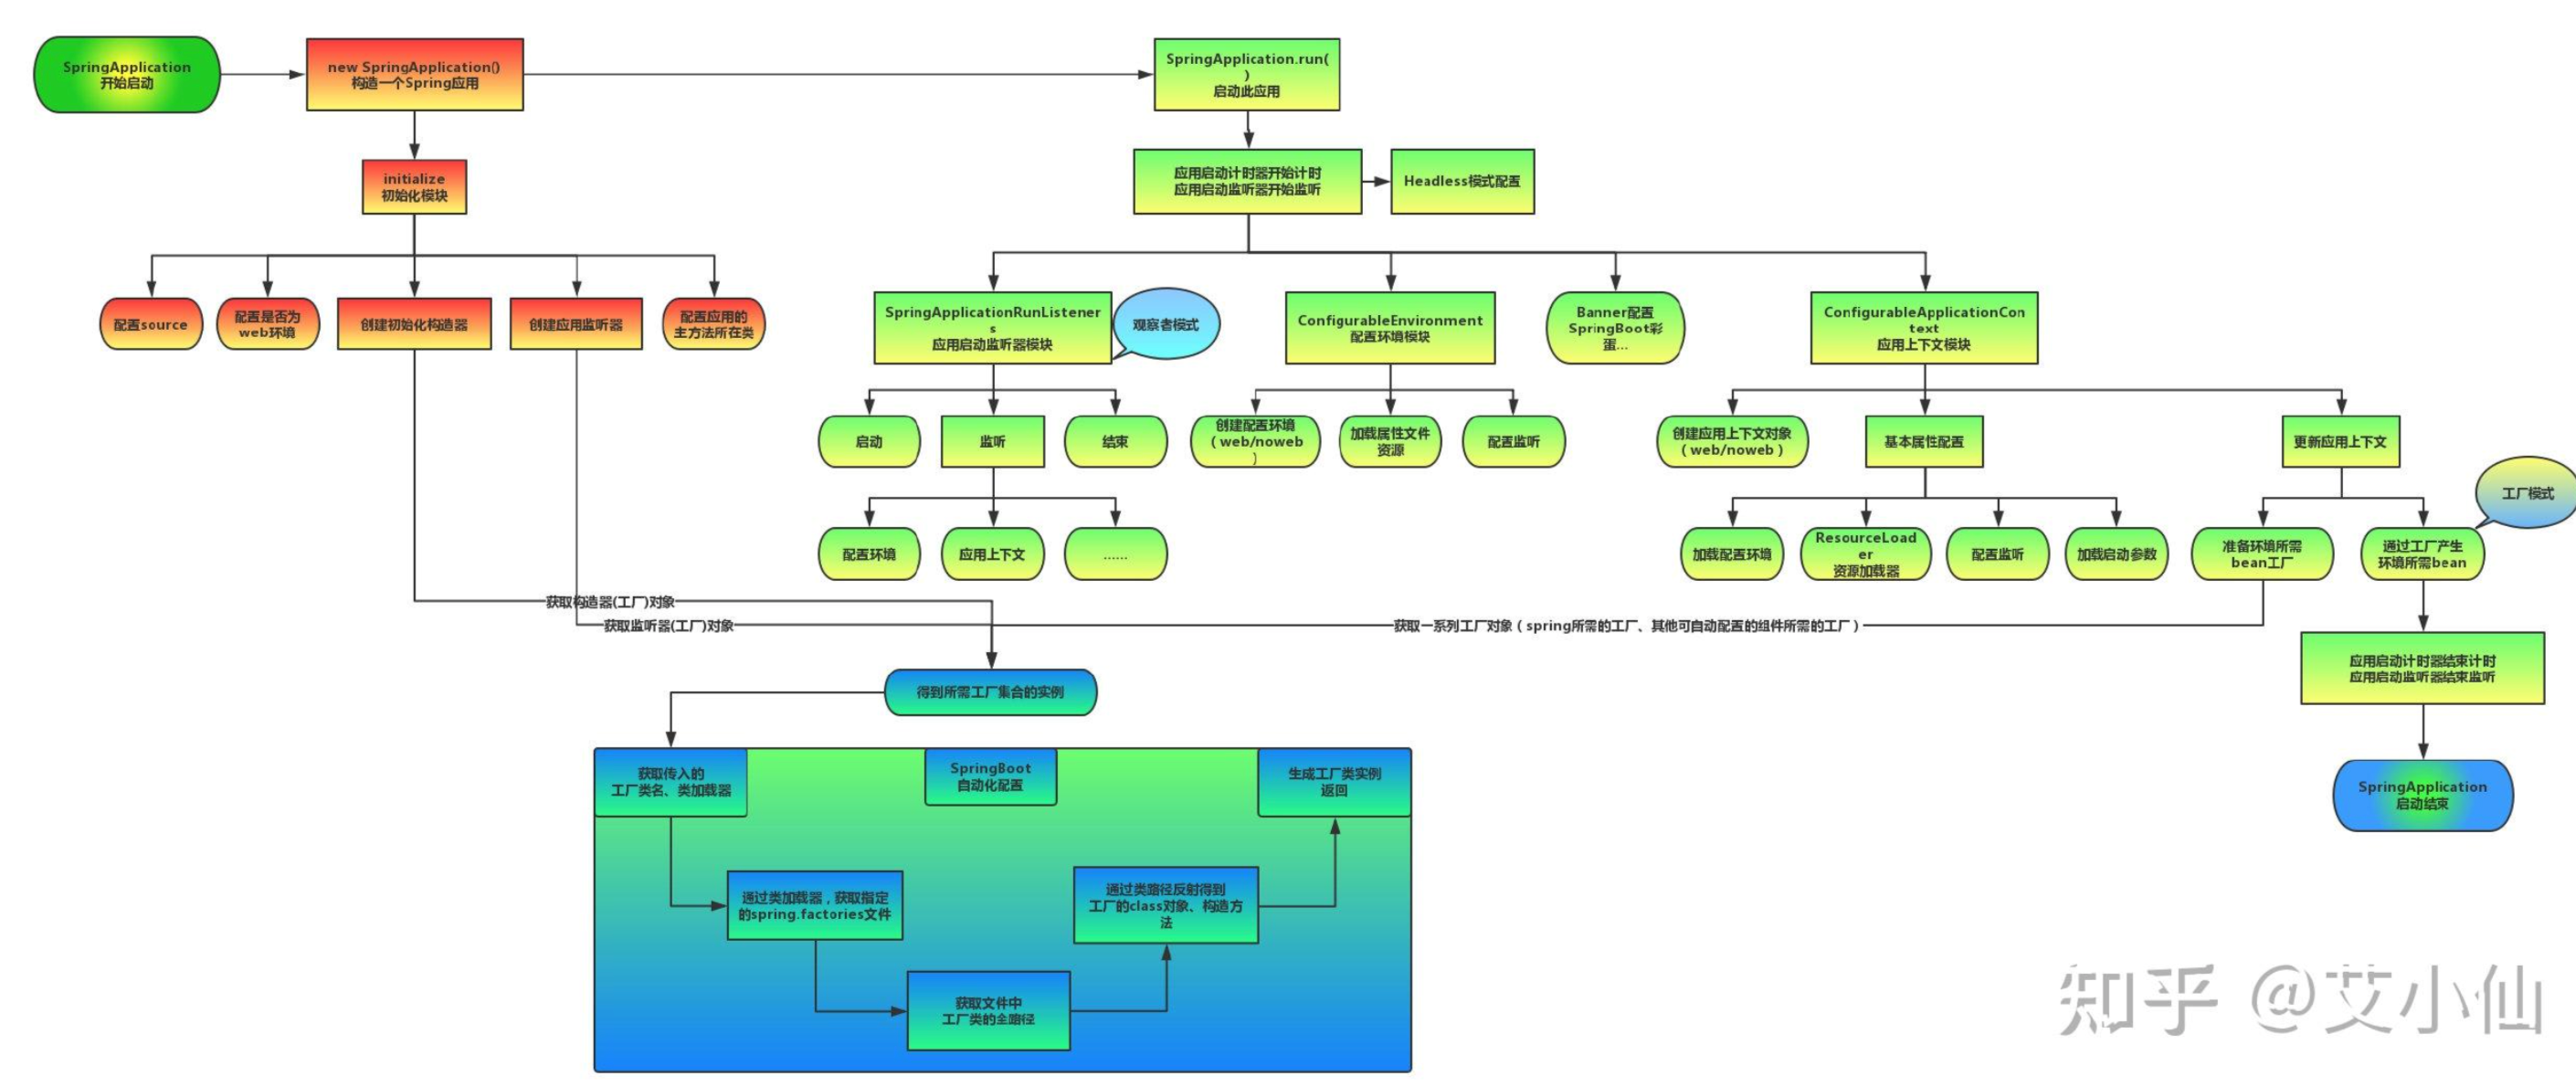 SpringApplication
开始启动
new SpringApplication()
构造一个Spring应用
SpringApplication.run(
)
启动此应用
initialize
初始化模块
应用启动计时器开始计时
应用启动监听器开始监听
Headless模式配置
配置source
配置是否为
web环境
创建初始化构造器
创建应用监听器
配置应用的
主方法所在类
SpringApplicationRunListener
s
应用启动监听器模块
观察者模式
ConfigurableEnvironment
配置环境模块
Banner配置
SpringBoot彩
蛋...
ConfigurableApplicationCon
text
应用上下文模块
启动
监听
结束
创建配置环境
（web/noweb
）
加载属性文件
资源
配置监听
创建应用上下文对象
（web/noweb）
基本属性配置
更新应用上下文
工厂模式
配置环境
应用上下文
......
加载配置环境
ResourceLoad
er
资源加载器
配置监听
加载启动参数
准备环境所需
bean工厂
通过工厂产生
环境所需bean
获取构造器(工厂)对象
获取监听器(工厂)对象
获取一系列工厂对象（spring所需的工厂、其他可自动配置的组件所需的工厂）
应用启动计时器结束计时
应用启动监听器结束监听
得到所需工厂集合的实例
获取传入的
工厂类名、类加载器
SpringBoot
自动化配置
生成工厂类实例
返回
SpringApplication
启动结束
通过类加载器，获取指定
的spring.factories文件
通过类路径反射得到
工厂的class对象、构造方
法
获取文件中
工厂类的全路径
知乎 @艾小仙